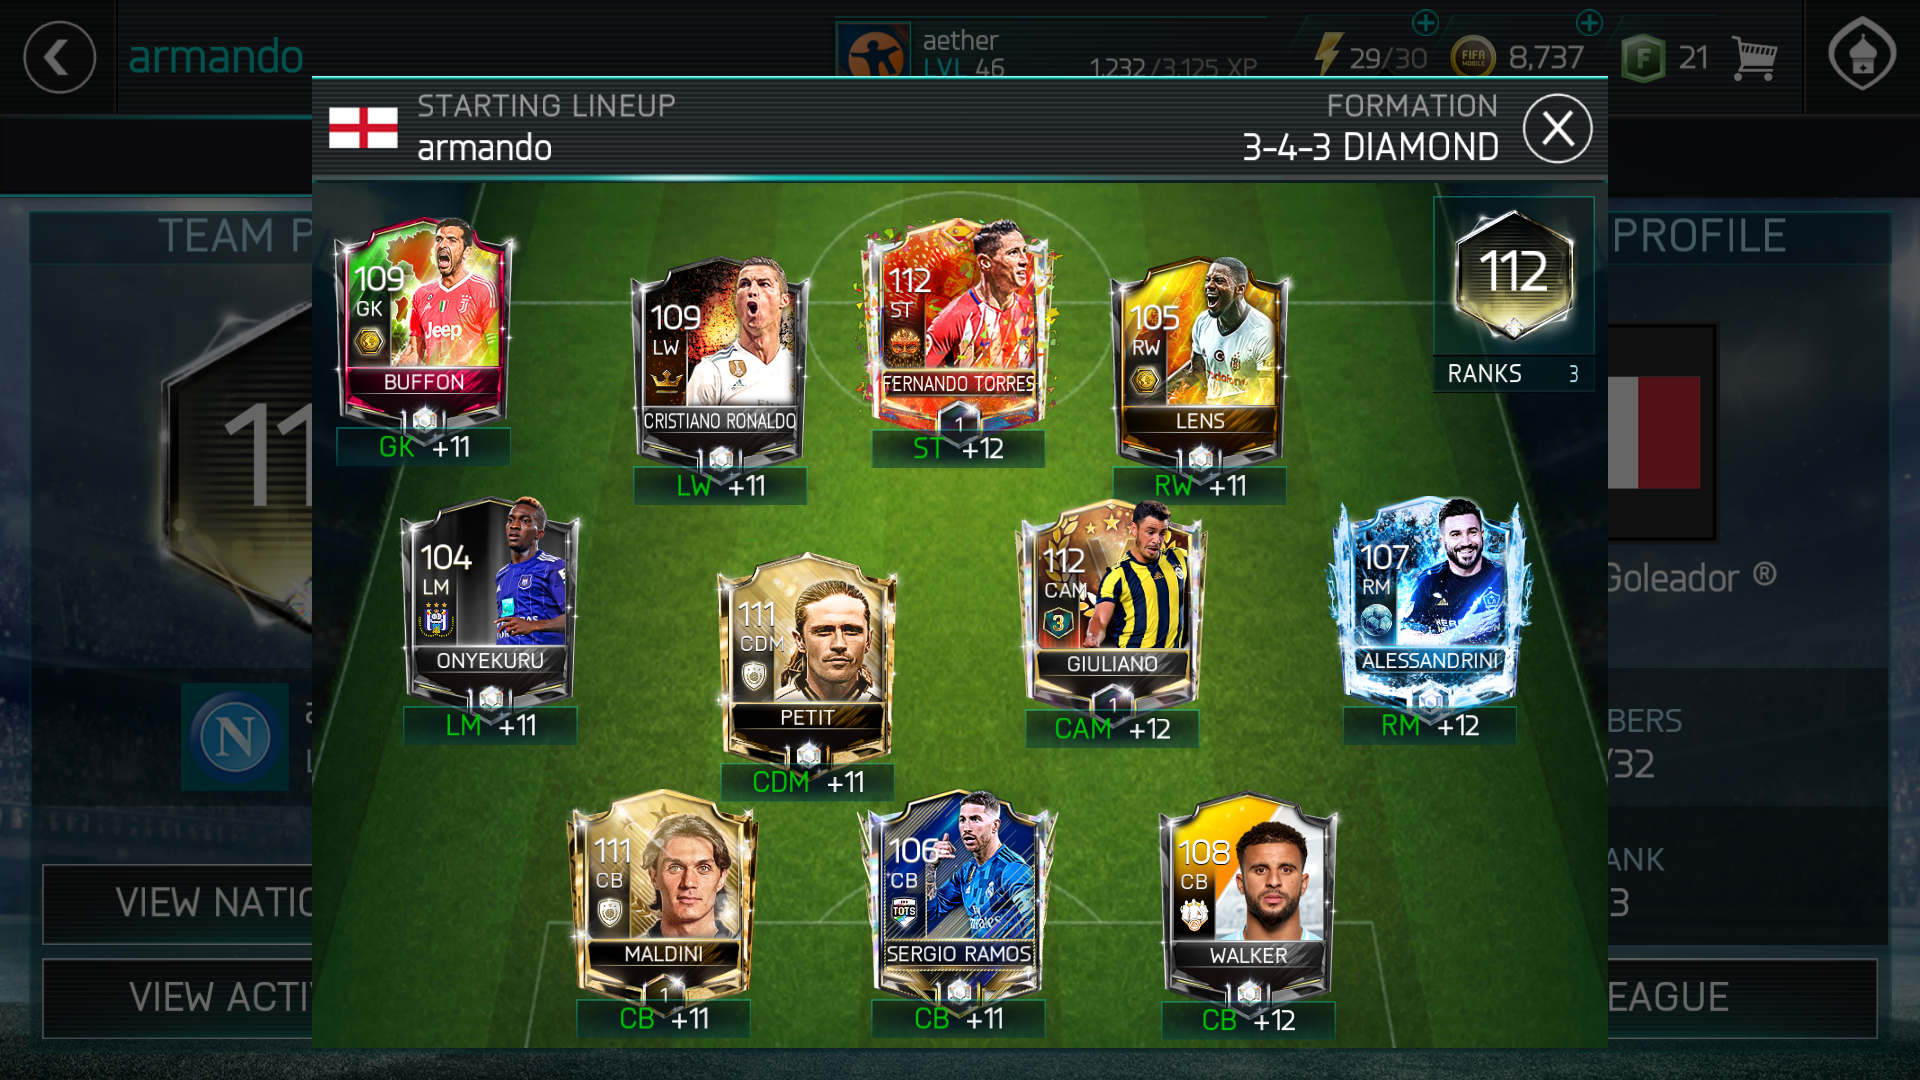 armando
aether
LVL 46
1,232/3,125 XP
29/30
FIFA MOBILE
8,737
F
21
STARTING LINEUP
armando
FORMATION
3-4-3 DIAMOND
TEAM P
PROFILE
112
RANKS 3
109
GK
Jeep
BUFFON
GK +11
109
LW
CRISTIANO RONALDO
LW +11
112
ST
FERNANDO TORRES
1
ST +12
105
RW
LENS
RW +11
11
Goleador ®
104
LM
ONYEKURU
LM +11
111
CDM
PETIT
CDM +11
112
CAM
3
GIULIANO
1
CAM +12
107
RM
ALESSANDRINI
RM +12
N
BERS
/32
111
CB
MALDINI
1
CB +11
106
CB
TOTS
SERGIO RAMOS
CB +11
108
CB
WALKER
CB +12
ANK
3
VIEW NATIO
VIEW ACTI
EAGUE